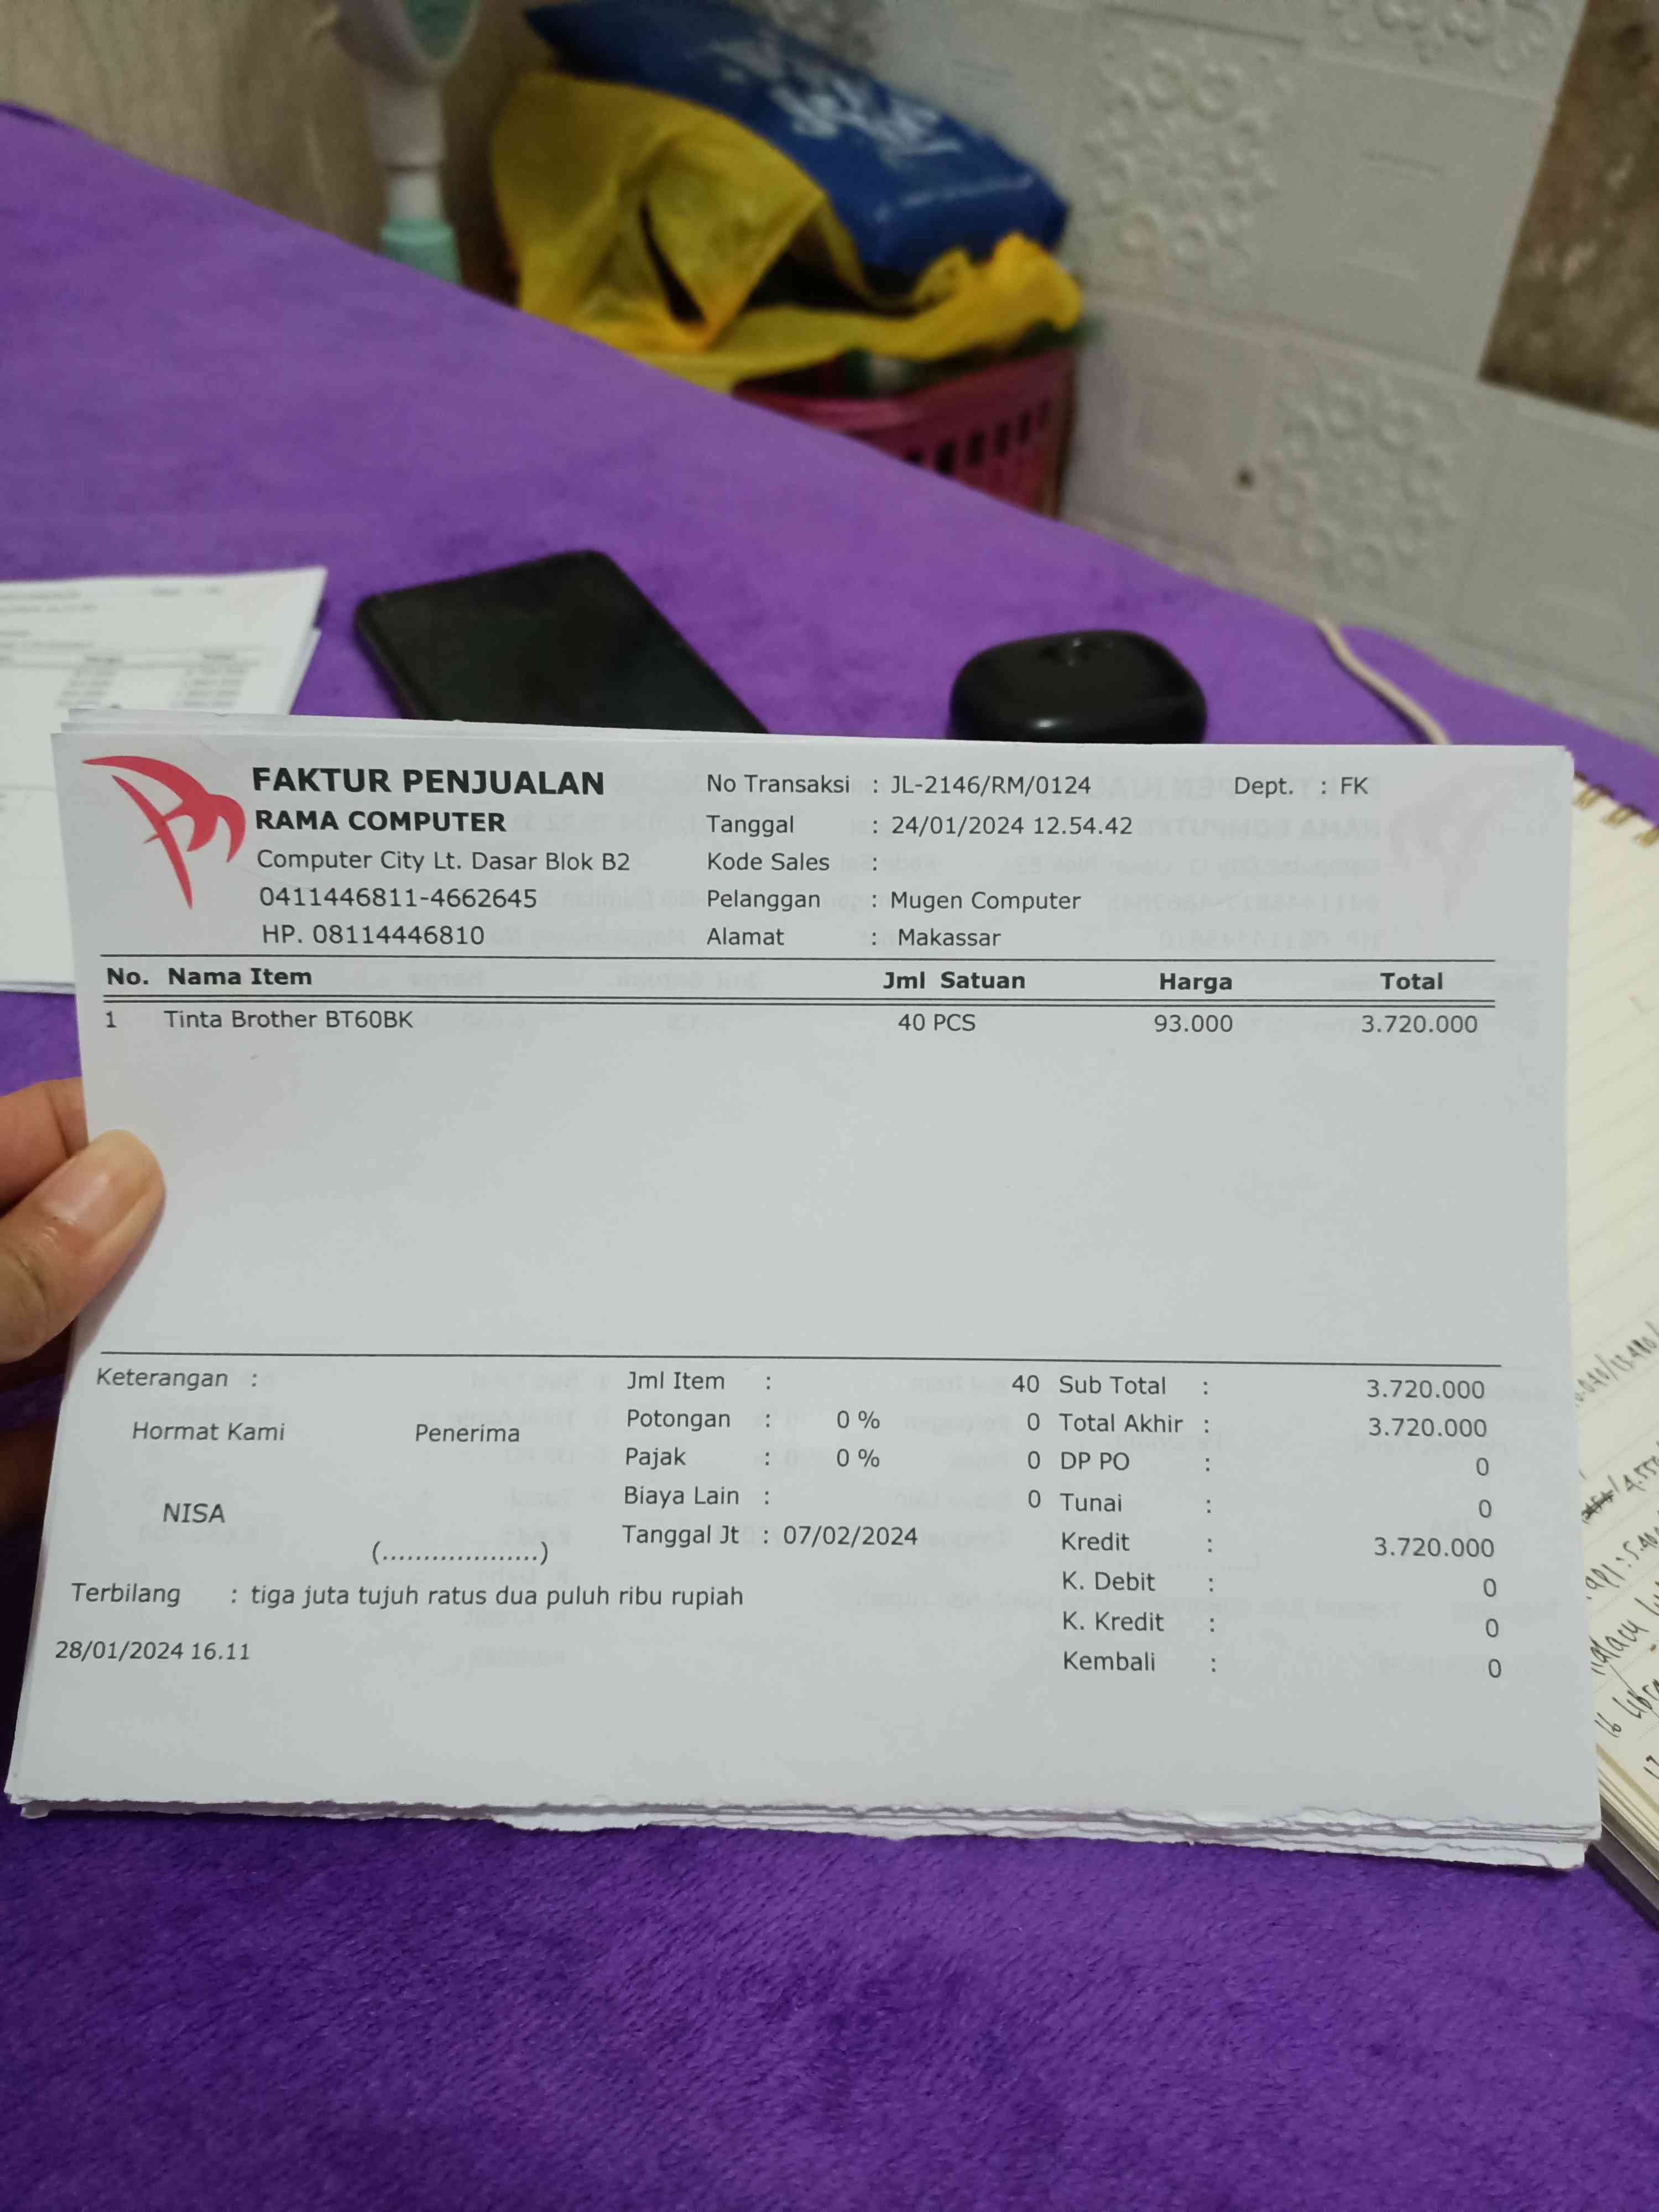 FAKTUR PENJUALAN
RAMA COMPUTER
Computer City Lt. Dasar Blok B2
0411446811-4662645
HP. 08114446810
No Transaksi : JL-2146/RM/0124 Dept. : FK
Tanggal : 24/01/2024 12.54.42
Kode Sales :
Pelanggan : Mugen Computer
Alamat : Makassar
No. Nama Item Jml Satuan Harga Total
1 Tinta Brother BT60BK 40 PCS 93.000 3.720.000
Keterangan :
Hormat Kami Penerima
NISA
(...................)
Jml Item : 40
Potongan : 0 % 0
Pajak : 0 % 0
Biaya Lain : 0
Tanggal Jt : 07/02/2024
Sub Total : 3.720.000
Total Akhir : 3.720.000
DP PO : 0
Tunai : 0
Kredit : 3.720.000
K. Debit : 0
K. Kredit : 0
Kembali : 0
Terbilang : tiga juta tujuh ratus dua puluh ribu rupiah
28/01/2024 16.11